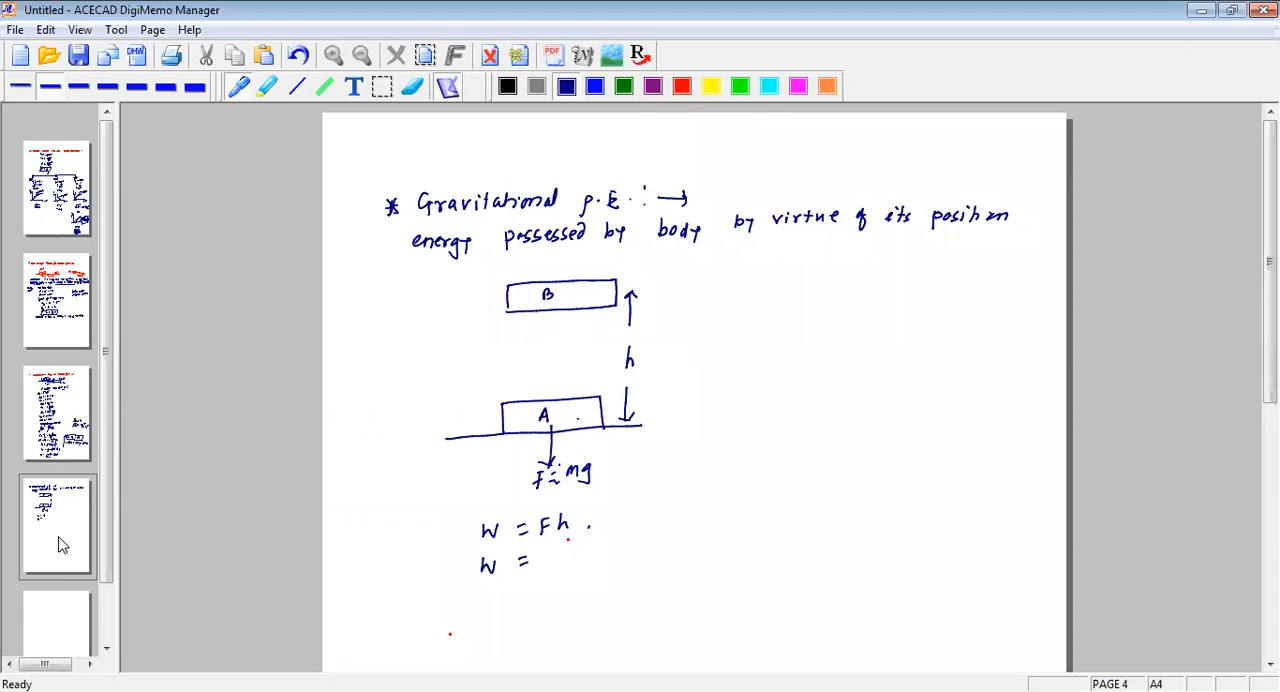 Untitled - ACECAD DigiMemo Manager
File Edit View Tool Page Help
* Gravitational P.E. : →
energy possessed by body by virtue of its position
B
h
A
F = mg
W = Fh .
W =
Ready
PAGE 4 A4